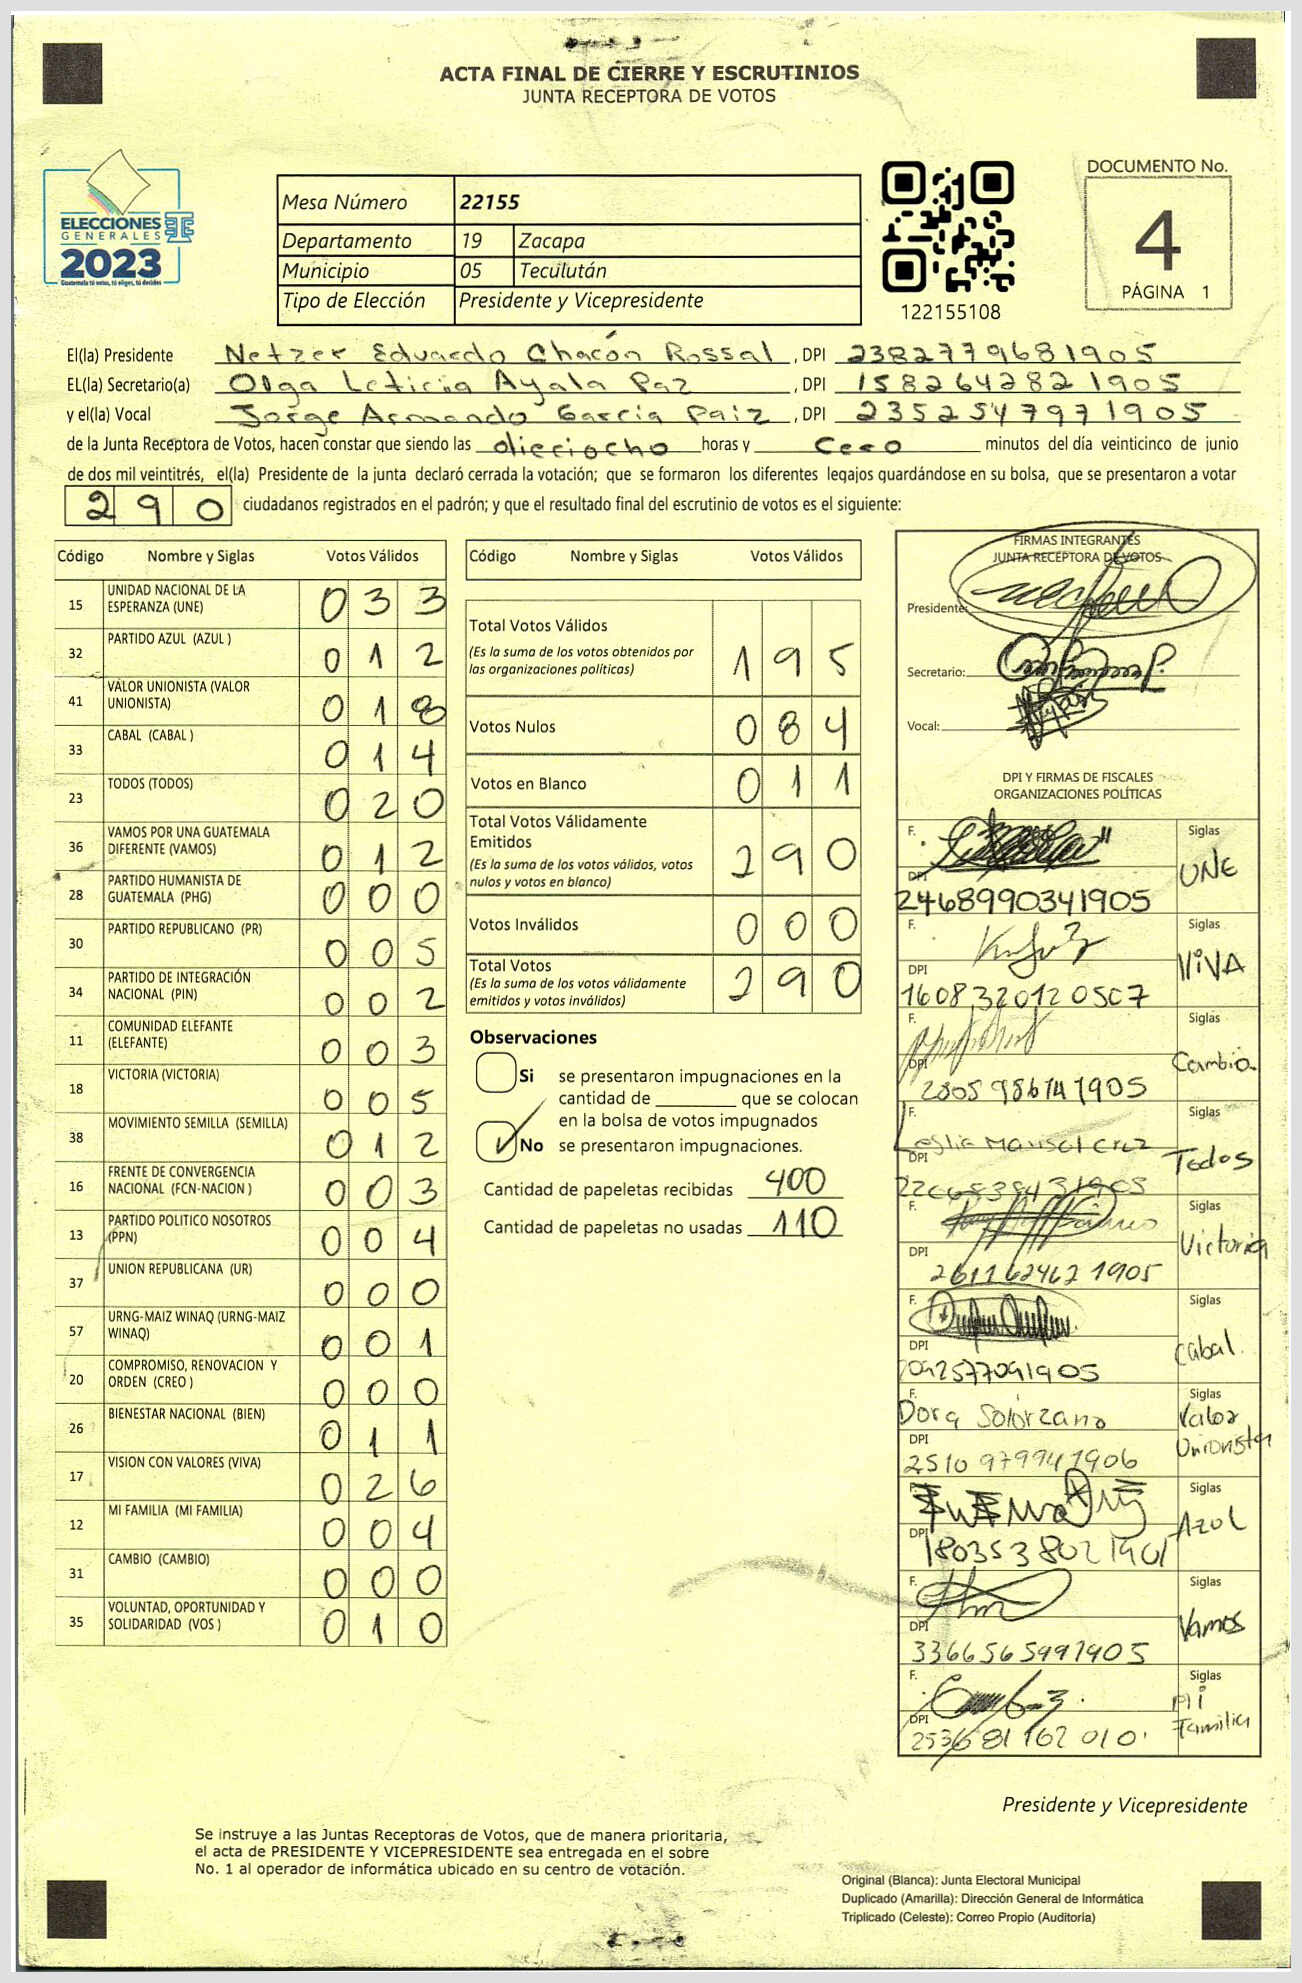 ACTA FINAL DE CIERRE Y ESCRUTINIOS
JUNTA RECEPTORA DE VOTOS
ELECCIONES
GENERALES
2023
Guatemala tú votas, tú eliges, tú decides
Mesa Número 22155
Departamento 19 Zacapa
Municipio 05 Teculután
Tipo de Elección Presidente y Vicepresidente
122155108
DOCUMENTO No.
4
PÁGINA 1
El(la) Presidente Netzer Eduardo Chacón Rossal, DPI 2382779681905
EL(la) Secretario(a) Olga Leticia Ayala Paz, DPI 1582642821905
y el(la) Vocal Jorge Armando García Paiz, DPI 2352547971905
de la Junta Receptora de Votos, hacen constar que siendo las dieciocho horas y Cero minutos del día veinticinco de junio
de dos mil veintitrés, el(la) Presidente de la junta declaró cerrada la votación; que se formaron los diferentes legajos guardándose en su bolsa, que se presentaron a votar
290 ciudadanos registrados en el padrón; y que el resultado final del escrutinio de votos es el siguiente:
Código Nombre y Siglas Votos Válidos
15 UNIDAD NACIONAL DE LA ESPERANZA (UNE) 033
32 PARTIDO AZUL (AZUL ) 012
41 VALOR UNIONISTA (VALOR UNIONISTA) 018
33 CABAL (CABAL ) 014
23 TODOS (TODOS) 020
36 VAMOS POR UNA GUATEMALA DIFERENTE (VAMOS) 012
28 PARTIDO HUMANISTA DE GUATEMALA (PHG) 000
30 PARTIDO REPUBLICANO (PR) 005
34 PARTIDO DE INTEGRACIÓN NACIONAL (PIN) 002
11 COMUNIDAD ELEFANTE (ELEFANTE) 003
18 VICTORIA (VICTORIA) 005
38 MOVIMIENTO SEMILLA (SEMILLA) 012
16 FRENTE DE CONVERGENCIA NACIONAL (FCN-NACION ) 003
13 PARTIDO POLITICO NOSOTROS (PPN) 004
37 UNION REPUBLICANA (UR) 000
57 URNG-MAIZ WINAQ (URNG-MAIZ WINAQ) 001
20 COMPROMISO, RENOVACION Y ORDEN (CREO ) 000
26 BIENESTAR NACIONAL (BIEN) 011
17 VISION CON VALORES (VIVA) 026
12 MI FAMILIA (MI FAMILIA) 004
31 CAMBIO (CAMBIO) 000
35 VOLUNTAD, OPORTUNIDAD Y SOLIDARIDAD (VOS ) 010
Código Nombre y Siglas Votos Válidos
Total Votos Válidos 195
(Es la suma de los votos obtenidos por
las organizaciones políticas)
Votos Nulos 084
Votos en Blanco 011
Total Votos Válidamente
Emitidos 290
(Es la suma de los votos válidos, votos
nulos y votos en blanco)
Votos Inválidos 000
Total Votos 290
(Es la suma de los votos válidamente
emitidos y votos inválidos)
Observaciones
Si se presentaron impugnaciones en la
cantidad de ________ que se colocan
en la bolsa de votos impugnados
No se presentaron impugnaciones.
Cantidad de papeletas recibidas 400
Cantidad de papeletas no usadas 110
FIRMAS INTEGRANTES
JUNTA RECEPTORA DE VOTOS
Presidente:
Secretario:
Vocal:
DPI Y FIRMAS DE FISCALES
ORGANIZACIONES POLÍTICAS
F. Siglas
UNE
DPI
2468990341905
F. Siglas
VIVA
DPI
1608320120507
F. Siglas
Cambio
DPI
F. Siglas
Leslie Marisol Cruz
Todos
DPI
F. Siglas
Victoria
DPI
2611624621905
F. Siglas
Cabal
DPI
F. Siglas
Dora Solórzano
Valor
Unionista
DPI
2510979941906
F. Siglas
Azul
DPI
1803538021901
F. Siglas
Vamos
DPI
3366565991905
F. Siglas
Mi
Familia
DPI
Presidente y Vicepresidente
Se instruye a las Juntas Receptoras de Votos, que de manera prioritaria,
el acta de PRESIDENTE Y VICEPRESIDENTE sea entregada en el sobre
No. 1 al operador de informática ubicado en su centro de votación.
Original (Blanca): Junta Electoral Municipal
Duplicado (Amarilla): Dirección General de Informática
Triplicado (Celeste): Correo Propio (Auditoria)